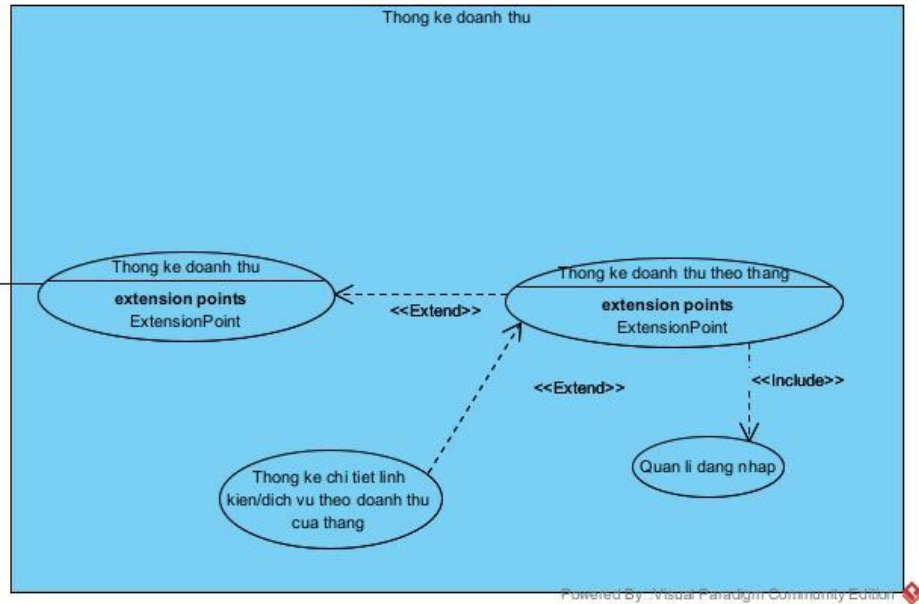 Thong ke doanh thu
Thong ke doanh thu
extension points
ExtensionPoint
<<Extend>>
Thong ke doanh thu theo thang
extension points
ExtensionPoint
<<Extend>>
<<Include>>
Thong ke chi tiet linh
kien/dich vu theo doanh thu
cua thang
Quan li dang nhap
Powered By: Visual Paradigm Community Edition